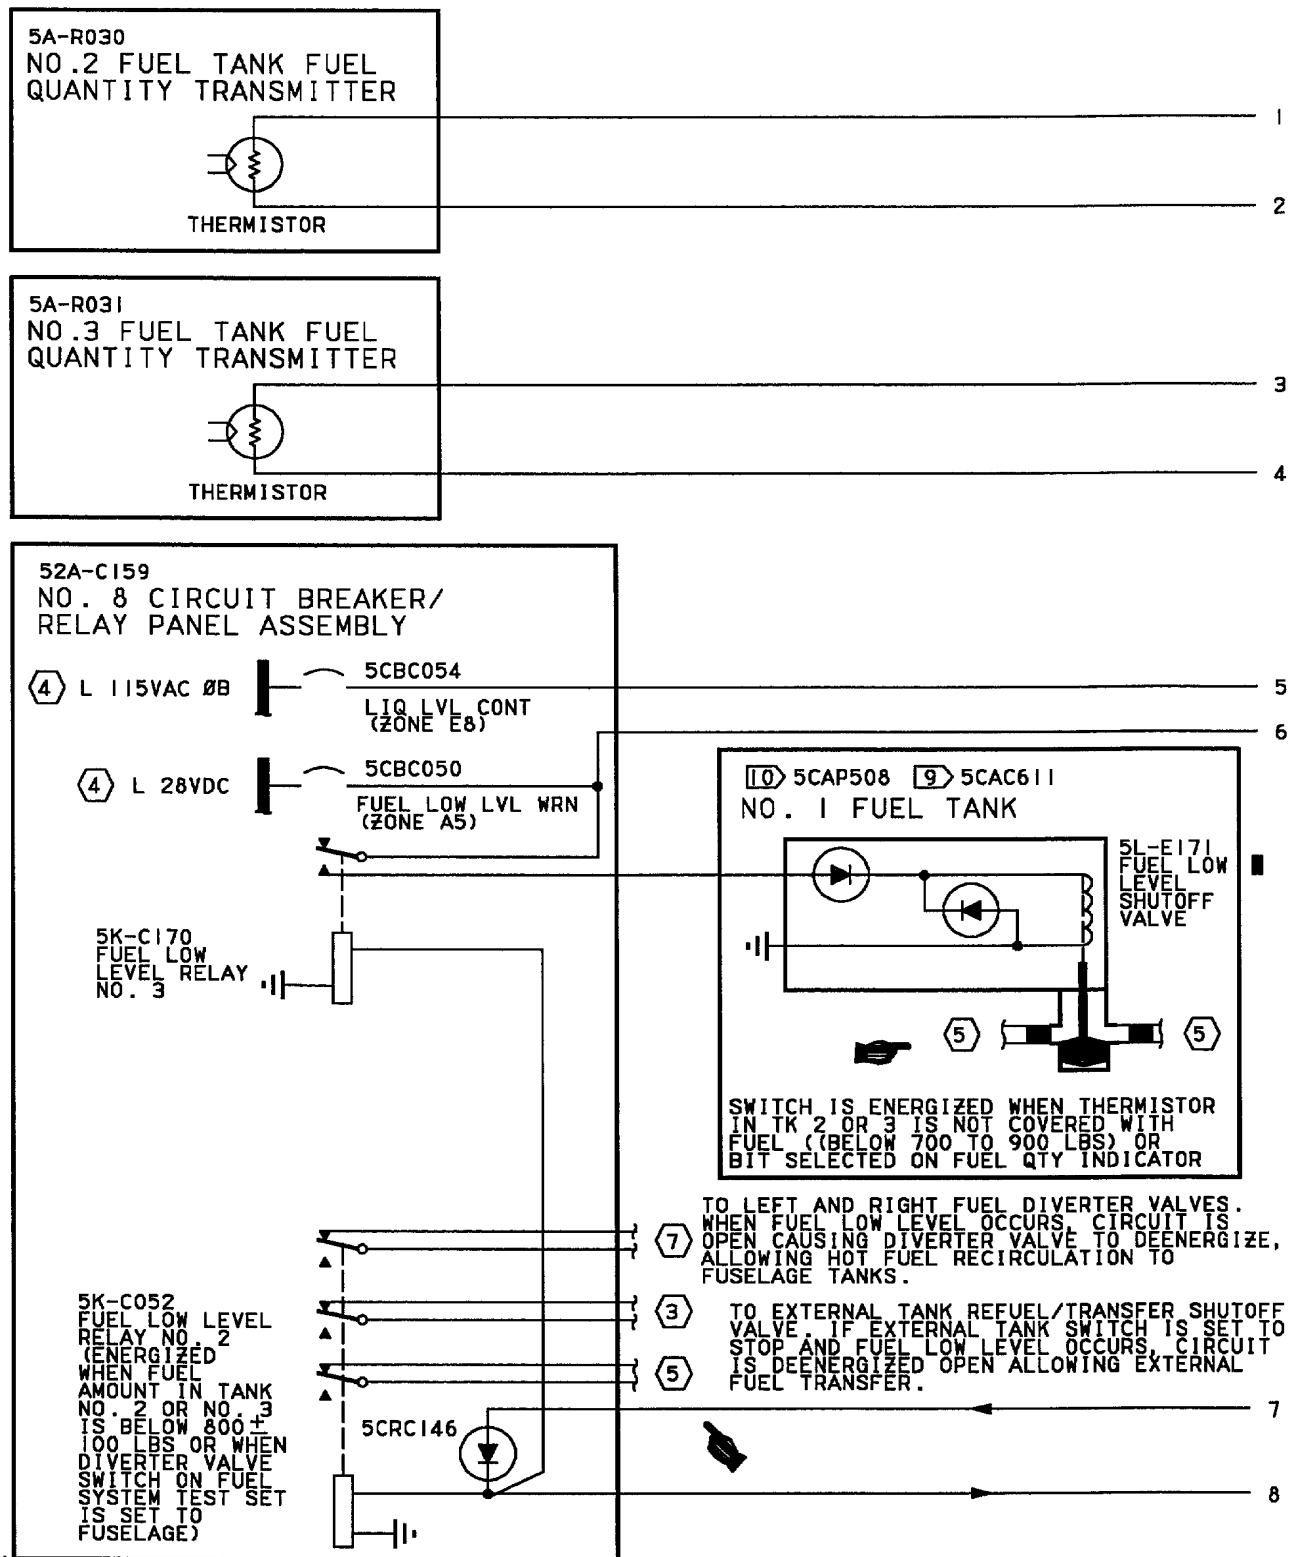 5A-R030
NO.2 FUEL TANK FUEL
QUANTITY TRANSMITTER
THERMISTOR
1
2
5A-R031
NO.3 FUEL TANK FUEL
QUANTITY TRANSMITTER
THERMISTOR
3
4
52A-C159
NO. 8 CIRCUIT BREAKER/
RELAY PANEL ASSEMBLY
4 L 115VAC ØB
5CBC054
LIQ LVL CONT
(ZONE E8)
5
6
4 L 28VDC
5CBC050
FUEL LOW LVL WRN
(ZONE A5)
5K-C170
FUEL LOW
LEVEL RELAY
NO. 3
10 5CAP508 9 5CAC611
NO. 1 FUEL TANK
5L-E171
FUEL LOW
LEVEL
SHUTOFF
VALVE
5
5
SWITCH IS ENERGIZED WHEN THERMISTOR
IN TK 2 OR 3 IS NOT COVERED WITH
FUEL ((BELOW 700 TO 900 LBS) OR
BIT SELECTED ON FUEL QTY INDICATOR
7
TO LEFT AND RIGHT FUEL DIVERTER VALVES.
WHEN FUEL LOW LEVEL OCCURS, CIRCUIT IS
OPEN CAUSING DIVERTER VALVE TO DEENERGIZE,
ALLOWING HOT FUEL RECIRCULATION TO
FUSELAGE TANKS.
3
TO EXTERNAL TANK REFUEL/TRANSFER SHUTOFF
VALVE. IF EXTERNAL TANK SWITCH IS SET TO
STOP AND FUEL LOW LEVEL OCCURS, CIRCUIT
IS DEENERGIZED OPEN ALLOWING EXTERNAL
FUEL TRANSFER.
5
5K-C052
FUEL LOW LEVEL
RELAY NO. 2
(ENERGIZED
WHEN FUEL
AMOUNT IN TANK
NO. 2 OR NO. 3
IS BELOW 800 ±
100 LBS OR WHEN
DIVERTER VALVE
SWITCH ON FUEL
SYSTEM TEST SET
IS SET TO
FUSELAGE)
5CRC146
7
8